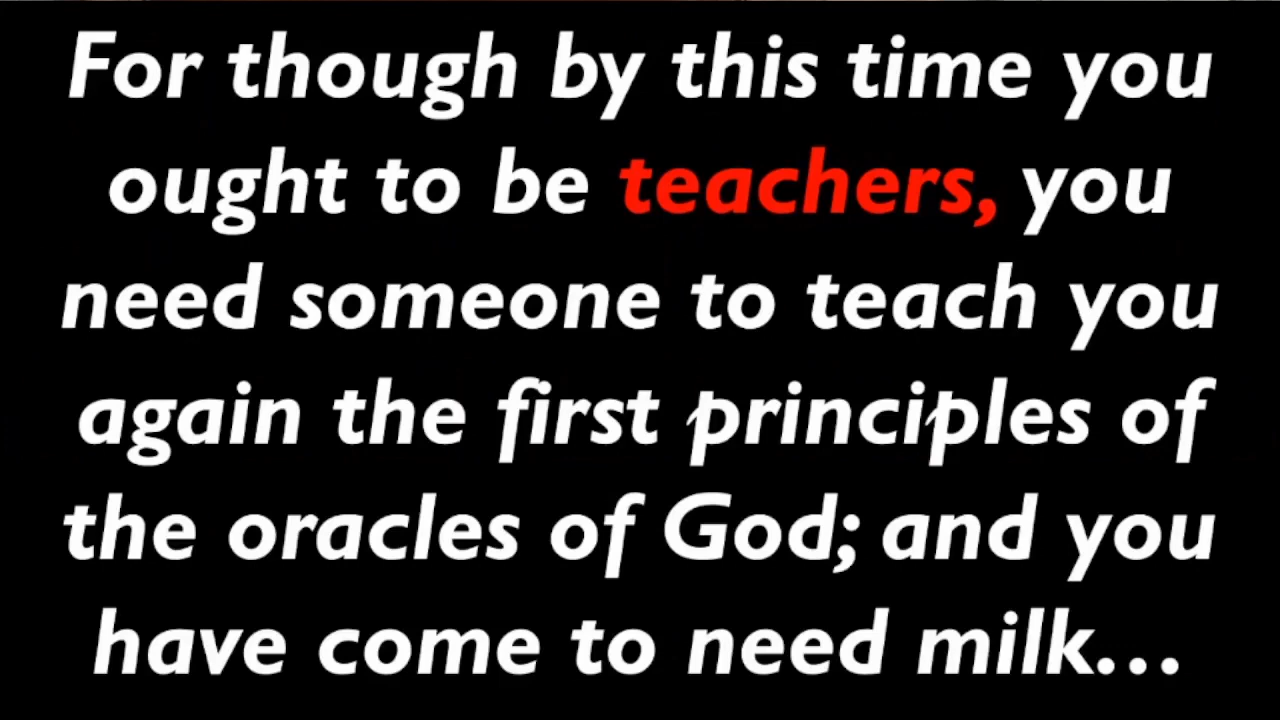 For though by this time you
ought to be teachers, you
need someone to teach you
again the first principles of
the oracles of God; and you
have come to need milk...